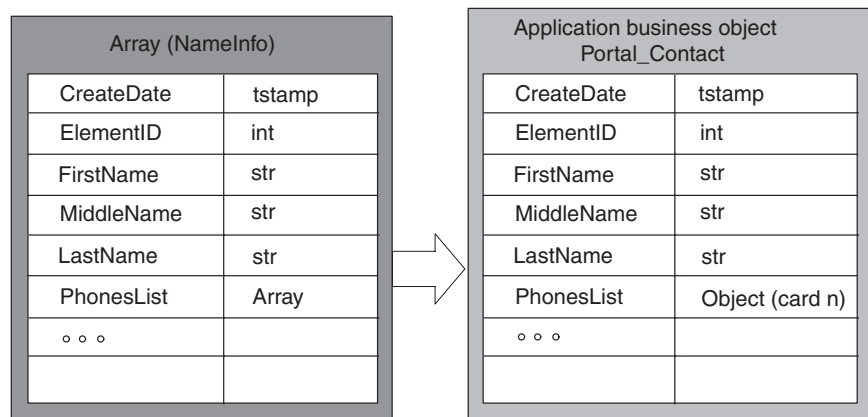 Array (NameInfo)
CreateDate tstamp
ElementID int
FirstName str
MiddleName str
LastName str
PhonesList Array
° ° °
Application business object
Portal_Contact
CreateDate tstamp
ElementID int
FirstName str
MiddleName str
LastName str
PhonesList Object (card n)
° ° °